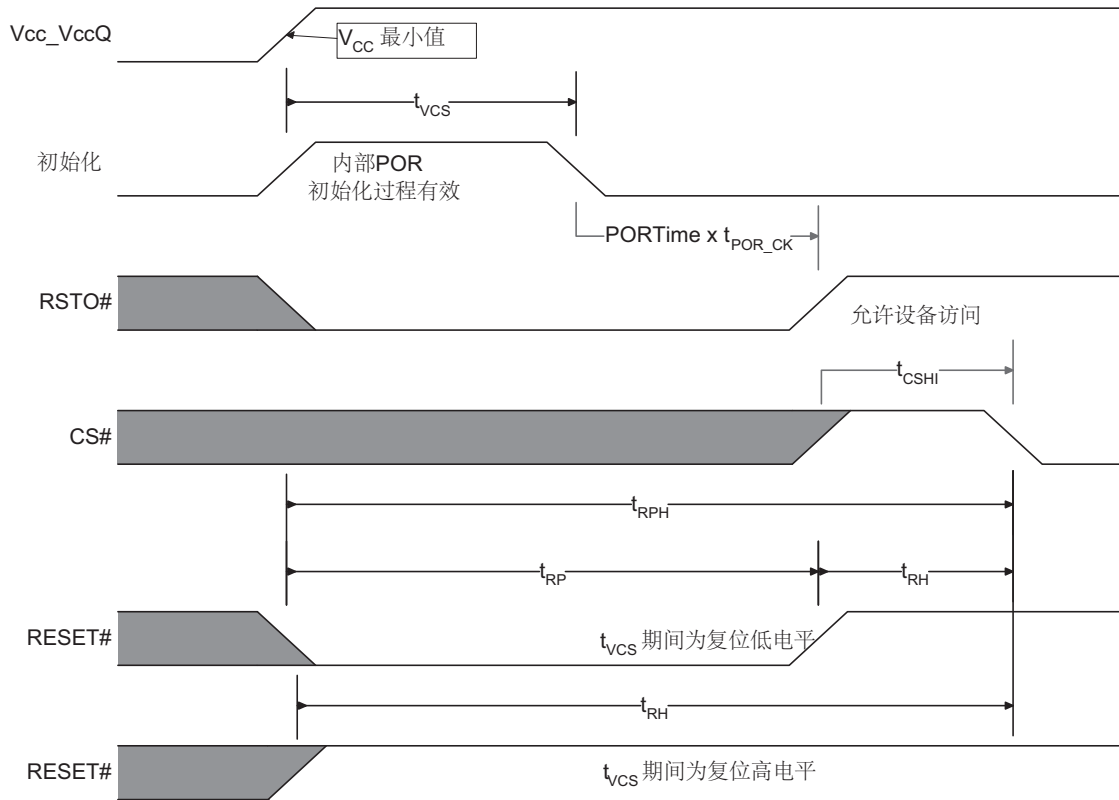 Vcc_VccQ
VCC 最小值
tVCS
初始化
内部POR
初始化过程有效
PORTime x tPOR_CK
RSTO#
允许设备访问
tCSHI
CS#
tRPH
tRP
tRH
RESET#
tVCS 期间为复位低电平
tRH
RESET#
tVCS 期间为复位高电平